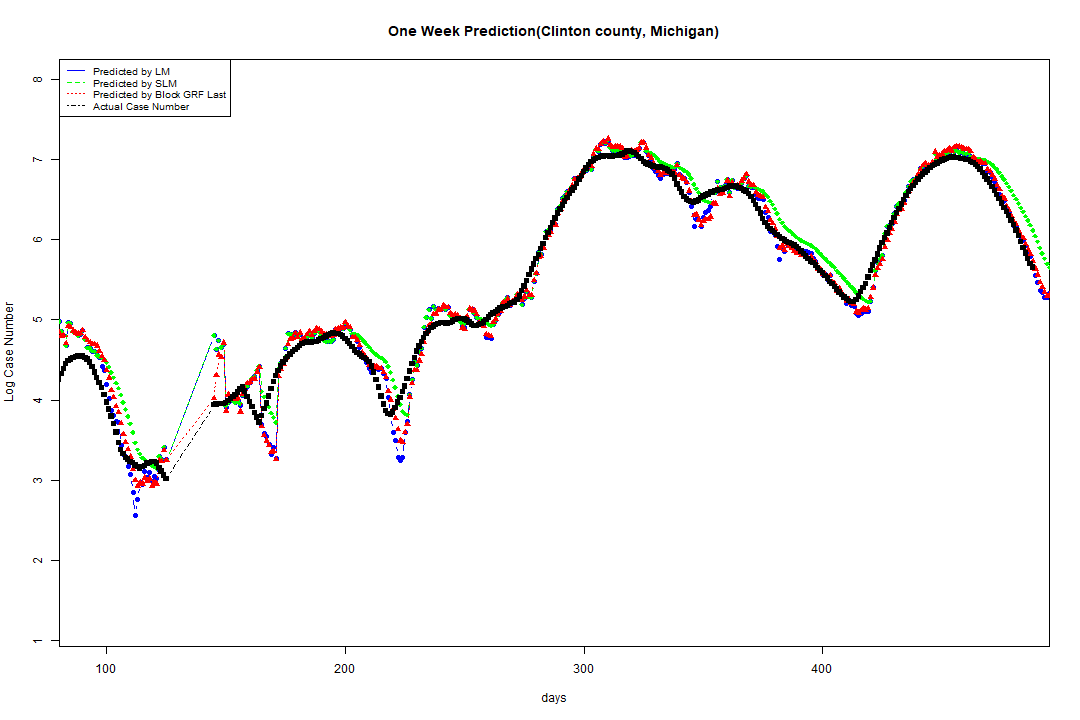 One Week Prediction(Clinton county, Michigan)
Predicted by LM
Predicted by SLM
Predicted by Block GRF Last
Actual Case Number
8
7
6
5
4
3
2
1
Log Case Number
100 200 300 400
days